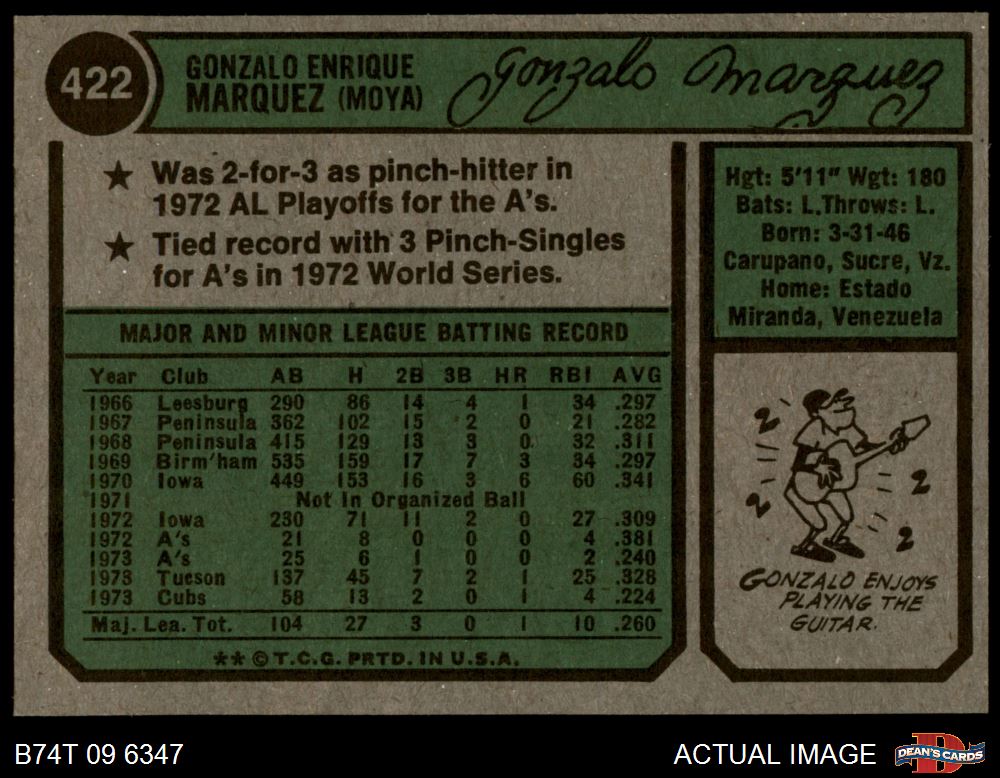 422
GONZALO ENRIQUE
MARQUEZ (MOYA)
Gonzalo Marquez
★ Was 2-for-3 as pinch-hitter in
1972 AL Playoffs for the A's.
★ Tied record with 3 Pinch-Singles
for A's in 1972 World Series.
Hgt: 5'11" Wgt: 180
Bats: L.Throws: L.
Born: 3-31-46
Carupano, Sucre, Vz.
Home: Estado
Miranda, Venezuela
MAJOR AND MINOR LEAGUE BATTING RECORD
Year Club AB H 2B 3B HR RBI AVG
1966 Leesburg 290 86 14 4 1 34 .297
1967 Peninsula 362 102 15 2 0 21 .282
1968 Peninsula 415 129 13 3 0 32 .311
1969 Birm'ham 535 159 17 7 3 34 .297
1970 Iowa 449 153 16 3 6 60 .341
1971 Not In Organized Ball
1972 Iowa 230 71 11 2 0 27 .309
1972 A's 21 8 0 0 0 4 .381
1973 A's 25 6 1 0 0 2 .240
1973 Tucson 137 45 7 2 1 25 .328
1973 Cubs 58 13 2 0 1 4 .224
Maj. Lea. Tot. 104 27 3 0 1 10 .260
** © T.C.G. PRTD. IN U.S.A.
GONZALO ENJOYS
PLAYING THE
GUITAR.
B74T 09 6347
ACTUAL IMAGE
DEAN'S CARDS